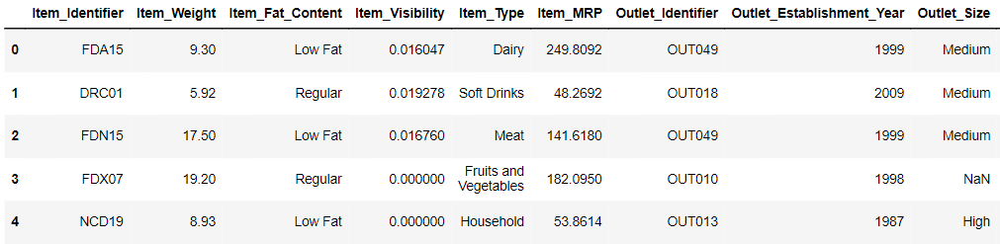 Item_Identifier Item_Weight Item_Fat_Content Item_Visibility Item_Type Item_MRP Outlet_Identifier Outlet_Establishment_Year Outlet_Size
0 FDA15 9.30 Low Fat 0.016047 Dairy 249.8092 OUT049 1999 Medium
1 DRC01 5.92 Regular 0.019278 Soft Drinks 48.2692 OUT018 2009 Medium
2 FDN15 17.50 Low Fat 0.016760 Meat 141.6180 OUT049 1999 Medium
3 FDX07 19.20 Regular 0.000000 Fruits and Vegetables 182.0950 OUT010 1998 NaN
4 NCD19 8.93 Low Fat 0.000000 Household 53.8614 OUT013 1987 High